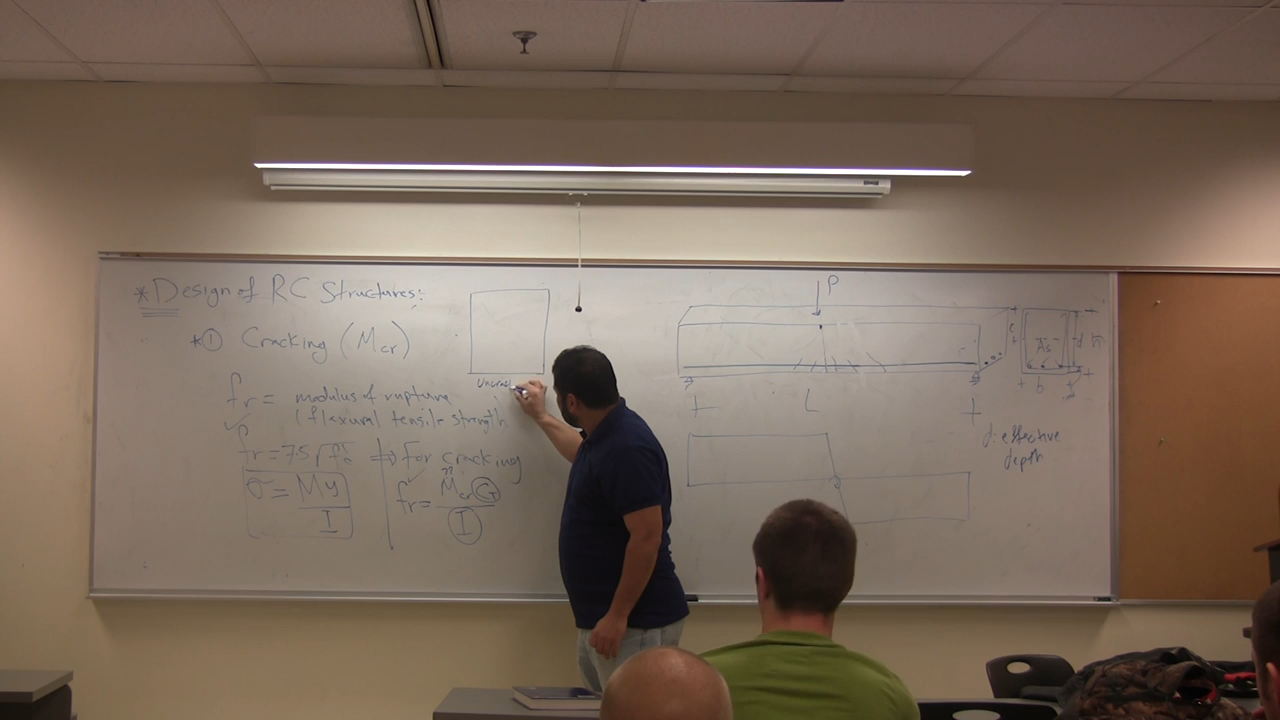 *Design of RC Structures:
*① Cracking (Mcr)
fr = modulus of rupture
(flexural tensile strength)
fr = 7.5√f'c ⇒ for cracking
σ = My / I
fr = Mcr / I
Uncrac
P
L
As
d
h
b
d: effective
depth